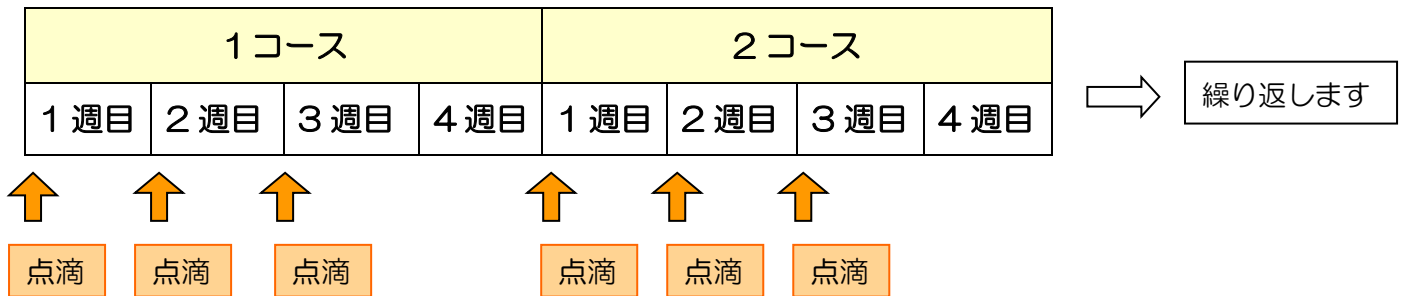 1コース 2コース
1週目 2週目 3週目 4週目 1週目 2週目 3週目 4週目 繰り返します
点滴 点滴 点滴 点滴 点滴 点滴